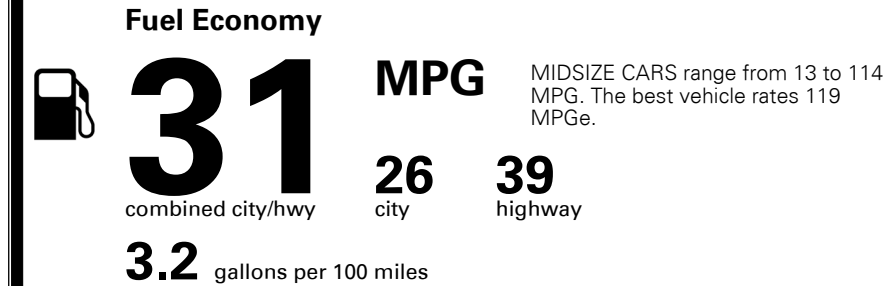 Fuel Economy
31 MPG
MIDSIZE CARS range from 13 to 114
MPG. The best vehicle rates 119
MPGe.
combined city/hwy
26
city
39
highway
3.2 gallons per 100 miles